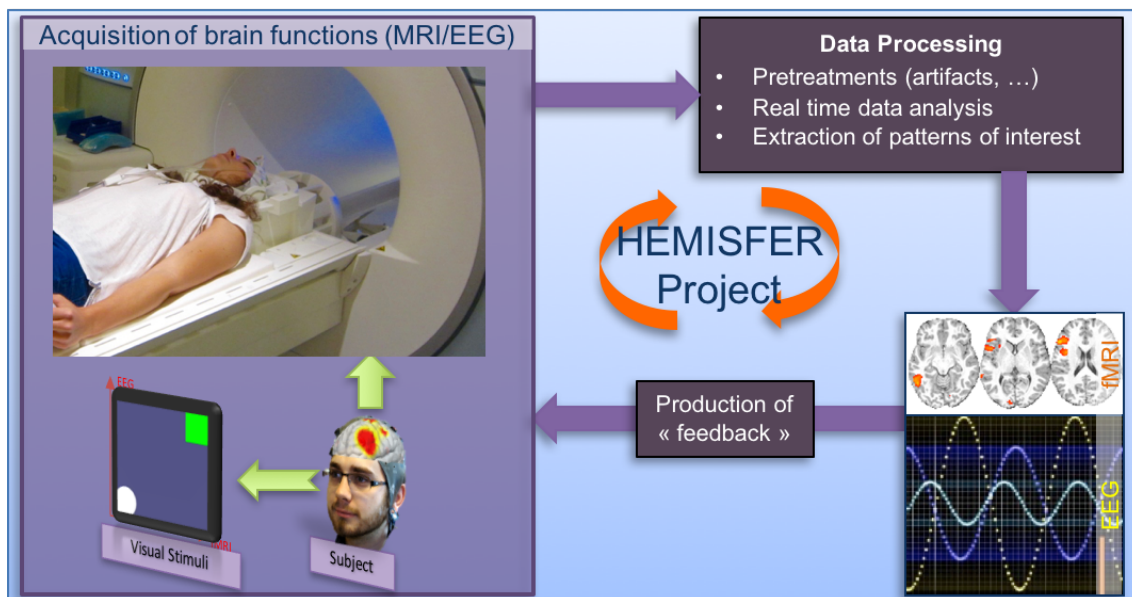 Acquisition of brain functions (MRI/EEG)
Data Processing
• Pretreatments (artifacts, …)
• Real time data analysis
• Extraction of patterns of interest
HEMISFER
Project
fMRI
EEG
Production of
« feedback »
EEG
fMRI
Visual Stimuli
Subject